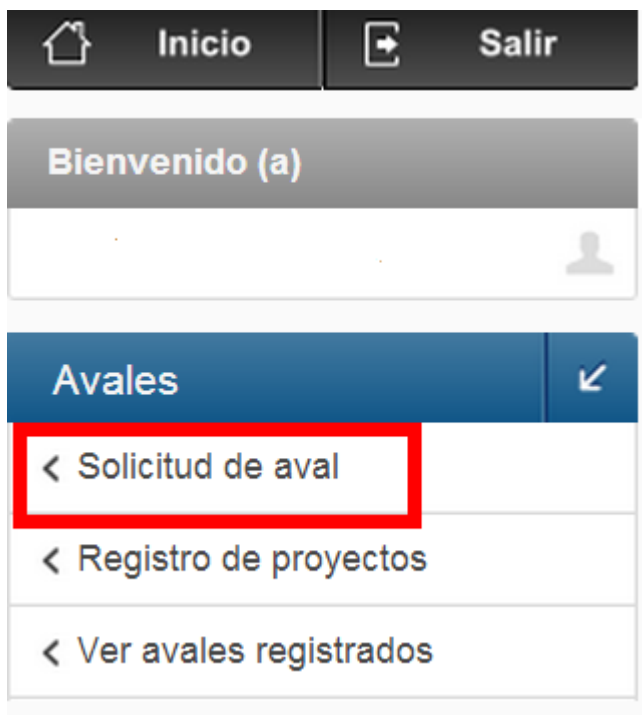 Inicio Salir
Bienvenido (a)
Avales
Solicitud de aval
Registro de proyectos
Ver avales registrados